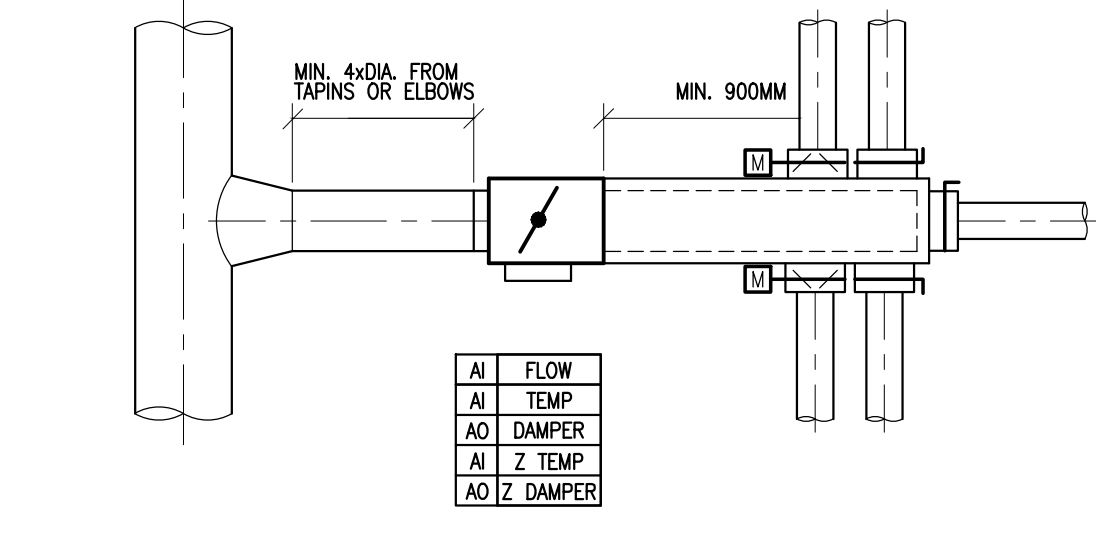 MIN. 4xDIA. FROM
TAPINS OR ELBOWS
MIN. 900MM
M
M
AI FLOW
AI TEMP
AO DAMPER
AI Z TEMP
AO Z DAMPER